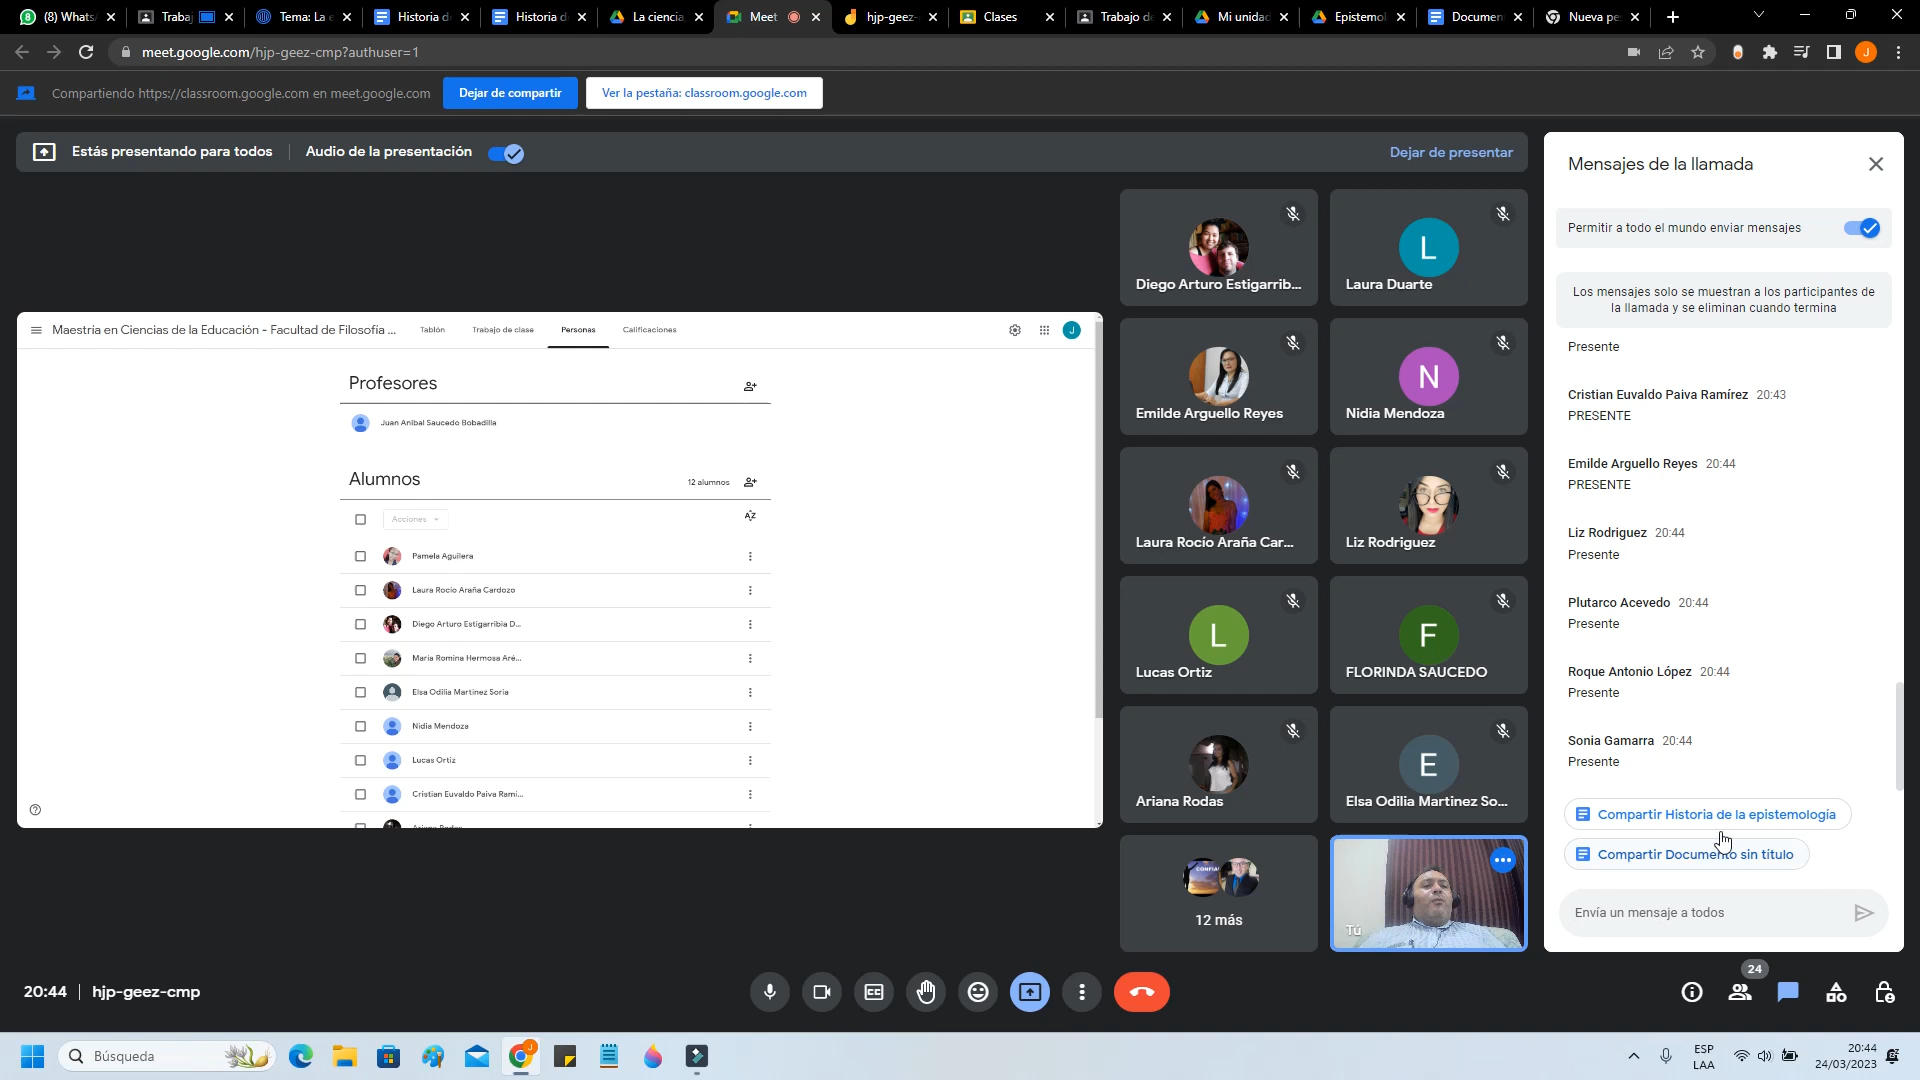 (8) Whats
Traba
Tema: La e
Historia d
Historia d
La ciencia
Meet
hjp-geez-
Clases
Trabajo de
Mi unidad
Epistemol
Document
Nueva pe
meet.google.com/hjp-geez-cmp?authuser=1
J
Compartiendo https://classroom.google.com en meet.google.com
Dejar de compartir
Ver la pestaña: classroom.google.com
Estás presentando para todos
Audio de la presentación
Dejar de presentar
Maestría en Ciencias de la Educación - Facultad de Filosofía ...
Tablón
Trabajo de clase
Personas
Calificaciones
J
Profesores
Juan Anibal Saucedo Bobadilla
Alumnos
12 alumnos
Acciones
AZ
Pamela Aguilera
Laura Rocío Araña Cardozo
Diego Arturo Estigarribia D...
Maria Romina Hermosa Aré...
Elsa Odilia Martinez Soria
Nidia Mendoza
Lucas Ortiz
Cristian Euvaldo Paiva Rami...
Diego Arturo Estigarrib...
L
Laura Duarte
Emilde Arguello Reyes
N
Nidia Mendoza
Laura Rocío Araña Car...
Liz Rodriguez
L
Lucas Ortiz
F
FLORINDA SAUCEDO
Ariana Rodas
E
Elsa Odilia Martinez So...
CONFIA
12 más
Tú
Mensajes de la llamada
Permitir a todo el mundo enviar mensajes
Los mensajes solo se muestran a los participantes de
la llamada y se eliminan cuando termina
Presente
Cristian Euvaldo Paiva Ramírez 20:43
PRESENTE
Emilde Arguello Reyes 20:44
PRESENTE
Liz Rodriguez 20:44
Presente
Plutarco Acevedo 20:44
Presente
Roque Antonio López 20:44
Presente
Sonia Gamarra 20:44
Presente
Compartir Historia de la epistemología
Compartir Documento sin título
Envía un mensaje a todos
20:44 | hjp-geez-cmp
24
Búsqueda
ESP
LAA
20:44
24/03/2023